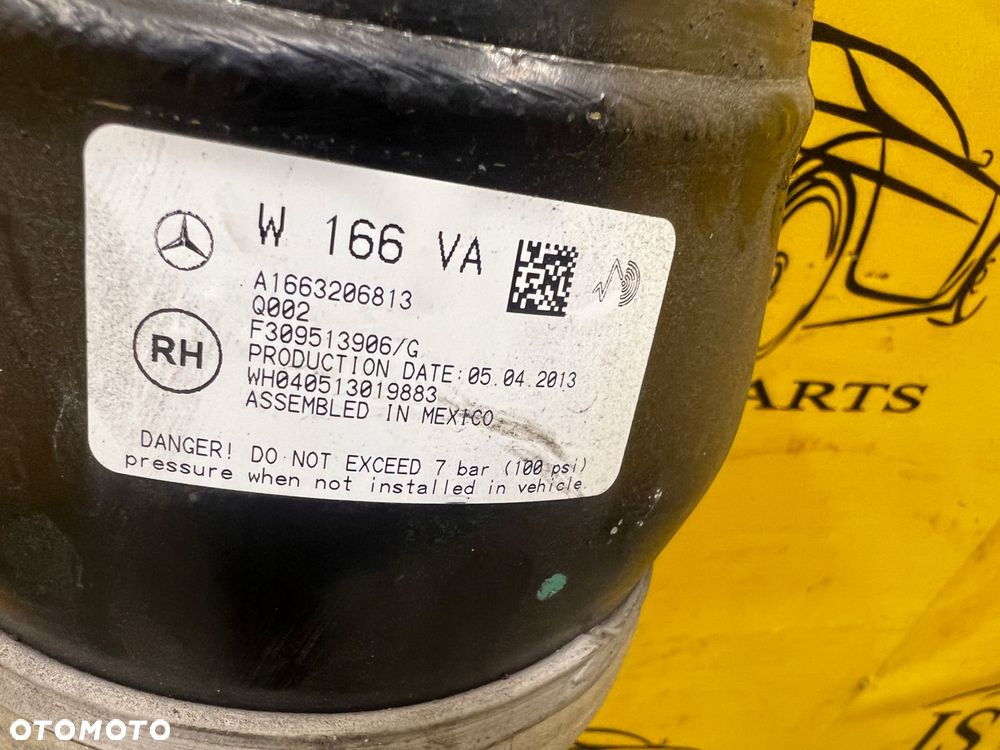 W 166 VA
A1663206813
Q002
F309513906/G
RH
PRODUCTION DATE: 05.04.2013
WH040513019883
ASSEMBLED IN MEXICO
DANGER! DO NOT EXCEED 7 bar (100 psi)
pressure when not installed in vehicle.
ARTS
OTOMOTO